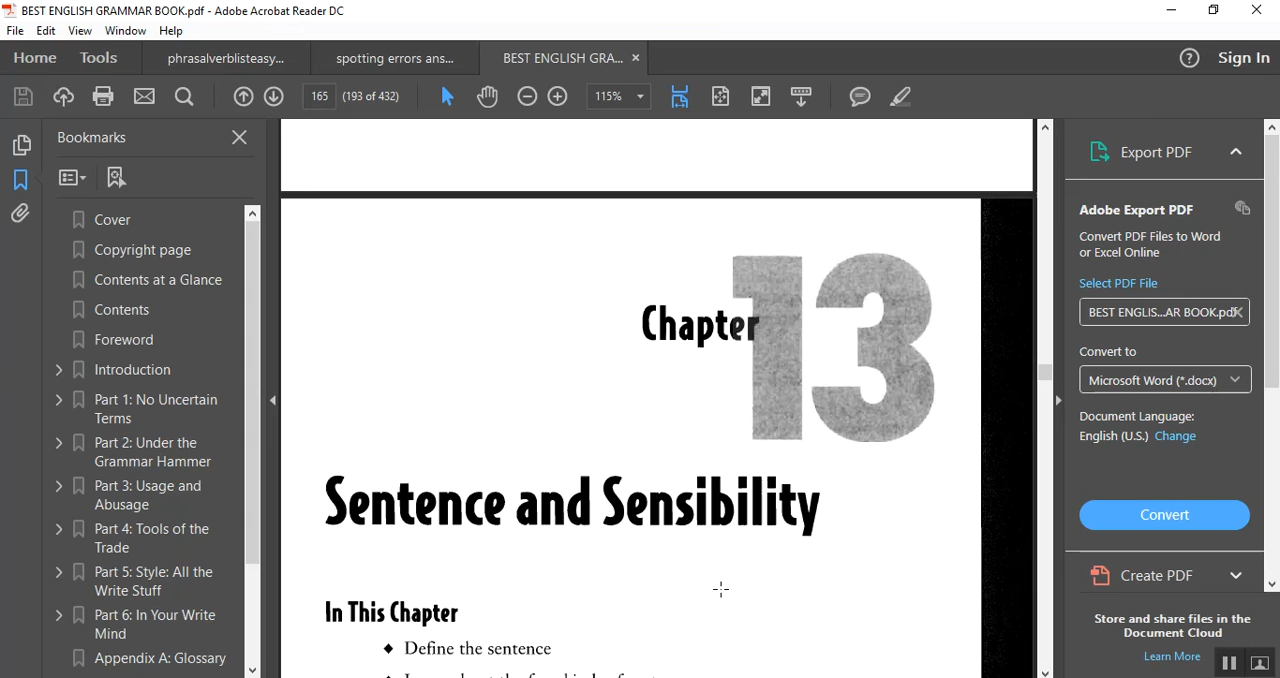 BEST ENGLISH GRAMMAR BOOK.pdf - Adobe Acrobat Reader DC
File Edit View Window Help
Home Tools phrasalverblisteasy... spotting errors ans... BEST ENGLISH GRA... ×
? Sign In
165 (193 of 432) 115%
Bookmarks
Cover
Copyright page
Contents at a Glance
Contents
Foreword
Introduction
Part 1: No Uncertain
Terms
Part 2: Under the
Grammar Hammer
Part 3: Usage and
Abusage
Part 4: Tools of the
Trade
Part 5: Style: All the
Write Stuff
Part 6: In Your Write
Mind
Appendix A: Glossary
Chapter 13
Sentence and Sensibility
In This Chapter
◆ Define the sentence
Export PDF
Adobe Export PDF
Convert PDF Files to Word
or Excel Online
Select PDF File
BEST ENGLIS...AR BOOK.pdf
Convert to
Microsoft Word (*.docx)
Document Language:
English (U.S.) Change
Convert
Create PDF
Store and share files in the
Document Cloud
Learn More